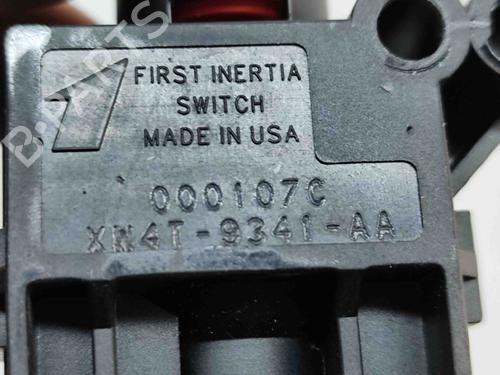 FIRST INERTIA
SWITCH
MADE IN USA
000107C
XW4T-9341-AA
B-PARTS